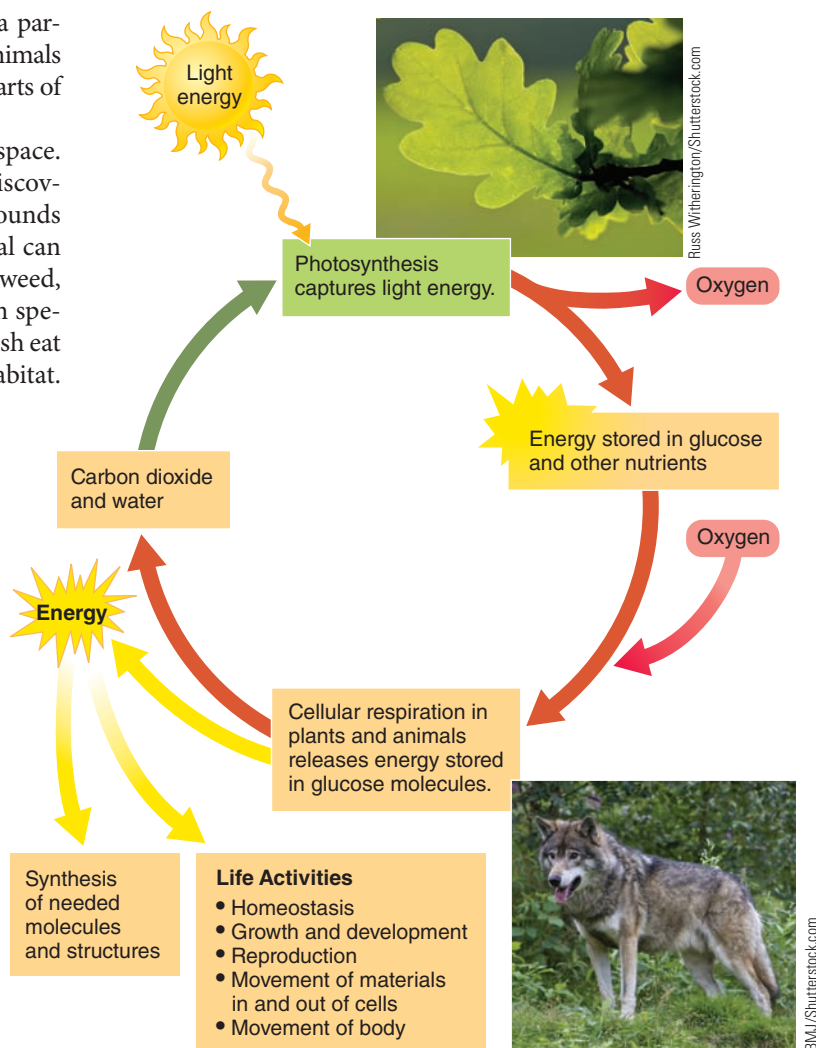 a par-
nimals
arts of
space.
iscov-
ounds
al can
weed,
n spe-
sh eat
abitat.
Light
energy
Russ Witherington/Shutterstock.com
Photosynthesis
captures light energy.
Oxygen
Energy stored in glucose
and other nutrients
Carbon dioxide
and water
Oxygen
Energy
Cellular respiration in
plants and animals
releases energy stored
in glucose molecules.
Synthesis
of needed
molecules
and structures
Life Activities
• Homeostasis
• Growth and development
• Reproduction
• Movement of materials
in and out of cells
• Movement of body
BMJ/Shutterstock.com